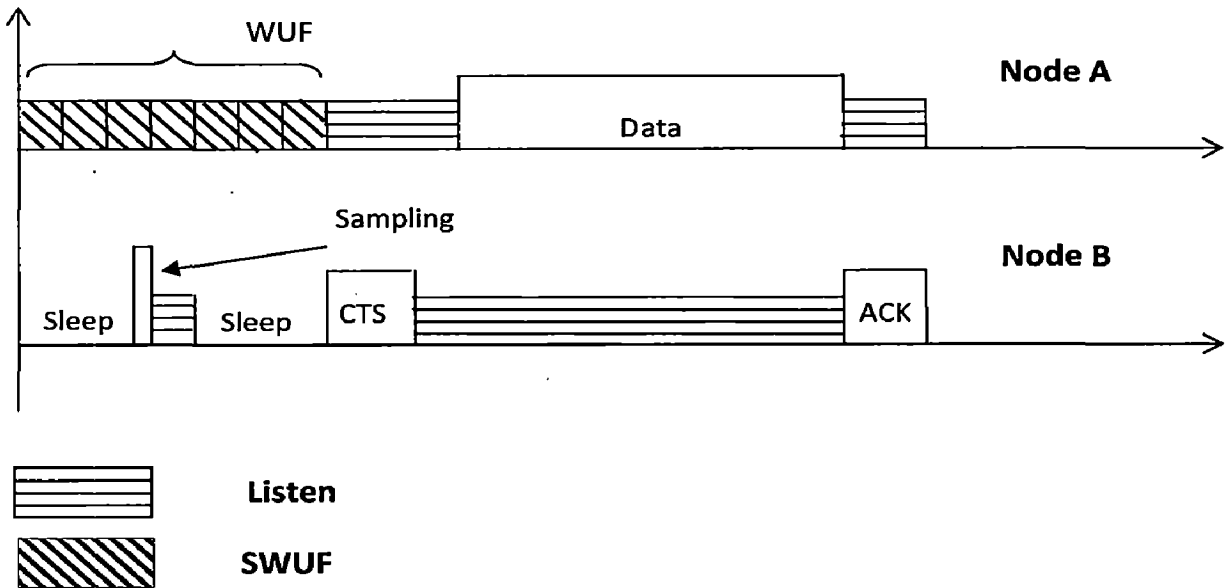 WUF
Node A
Data
Sampling
Node B
Sleep
Sleep
CTS
ACK
Listen
SWUF